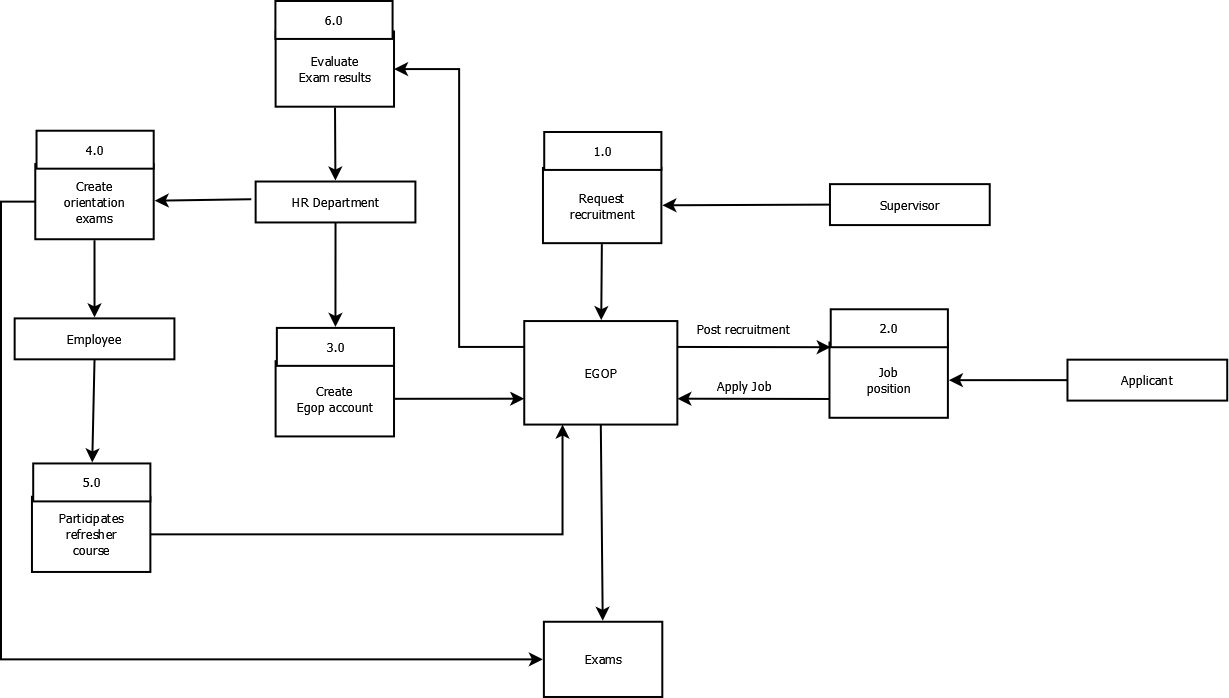 6.0
Evaluate
Exam results
4.0
Create
orientation
exams
HR Department
1.0
Request
recruitment
Supervisor
Employee
3.0
Create
Egop account
EGOP
Post recruitment
Apply Job
2.0
Job
position
Applicant
5.0
Participates
refresher
course
Exams